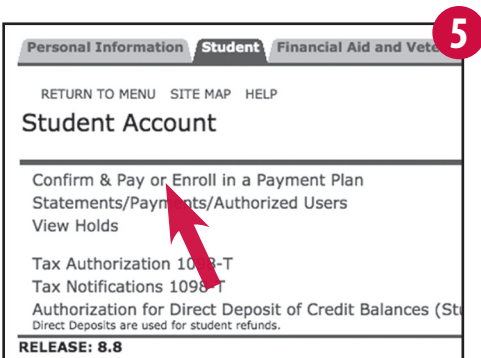 5
Personal Information Student Financial Aid and Vete
RETURN TO MENU SITE MAP HELP
Student Account
Confirm & Pay or Enroll in a Payment Plan
Statements/Payments/Authorized Users
View Holds
Tax Authorization 1098-T
Tax Notifications 1098-T
Authorization for Direct Deposit of Credit Balances (Stu
Direct Deposits are used for student refunds.
RELEASE: 8.8